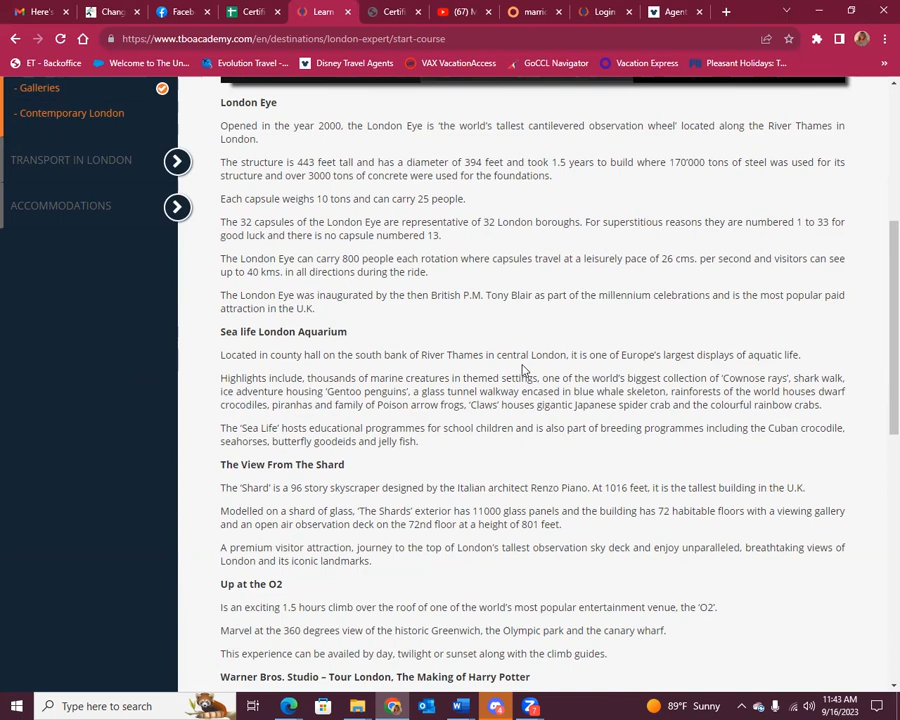 Here's
Chang
Faceb
Certifi
Learn
Certifi
(67) M
marri
Login
Agent
https://www.tboacademy.com/en/destinations/london-expert/start-course
ET - Backoffice
Welcome to the Un...
Evolution Travel -...
Disney Travel Agents
VAX VacationAccess
GoCCL Navigator
Vacation Express
Pleasant Holidays: T...
- Galleries
- Contemporary London
TRANSPORT IN LONDON
ACCOMMODATIONS
London Eye
Opened in the year 2000, the London Eye is 'the world's tallest cantilevered observation wheel' located along the River Thames in
London.
The structure is 443 feet tall and has a diameter of 394 feet and took 1.5 years to build where 170'000 tons of steel was used for its
structure and over 3000 tons of concrete were used for the foundations.
Each capsule weighs 10 tons and can carry 25 people.
The 32 capsules of the London Eye are representative of 32 London boroughs. For superstitious reasons they are numbered 1 to 33 for
good luck and there is no capsule numbered 13.
The London Eye can carry 800 people each rotation where capsules travel at a leisurely pace of 26 cms. per second and visitors can see
up to 40 kms. in all directions during the ride.
The London Eye was inaugurated by the then British P.M. Tony Blair as part of the millennium celebrations and is the most popular paid
attraction in the U.K.
Sea life London Aquarium
Located in county hall on the south bank of River Thames in central London, it is one of Europe's largest displays of aquatic life.
Highlights include, thousands of marine creatures in themed settings, one of the world's biggest collection of 'Cownose rays', shark walk,
ice adventure housing 'Gentoo penguins', a glass tunnel walkway encased in blue whale skeleton, rainforests of the world houses dwarf
crocodiles, piranhas and family of Poison arrow frogs, 'Claws' houses gigantic Japanese spider crab and the colourful rainbow crabs.
The 'Sea Life' hosts educational programmes for school children and is also part of breeding programmes including the Cuban crocodile,
seahorses, butterfly goodeids and jelly fish.
The View From The Shard
The 'Shard' is a 96 story skyscraper designed by the Italian architect Renzo Piano. At 1016 feet, it is the tallest building in the U.K.
Modelled on a shard of glass, 'The Shards' exterior has 11000 glass panels and the building has 72 habitable floors with a viewing gallery
and an open air observation deck on the 72nd floor at a height of 801 feet.
A premium visitor attraction, journey to the top of London's tallest observation sky deck and enjoy unparalleled, breathtaking views of
London and its iconic landmarks.
Up at the O2
Is an exciting 1.5 hours climb over the roof of one of the world's most popular entertainment venue, the 'O2'.
Marvel at the 360 degrees view of the historic Greenwich, the Olympic park and the canary wharf.
This experience can be availed by day, twilight or sunset along with the climb guides.
Warner Bros. Studio – Tour London, The Making of Harry Potter
Type here to search
89°F Sunny
11:43 AM
9/16/2023